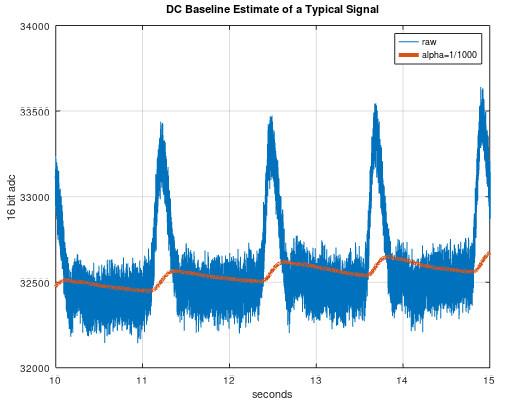 DC Baseline Estimate of a Typical Signal
34000
raw
alpha=1/1000
33500
33000
16 bit adc
32500
32000
10
11
12
13
14
15
seconds